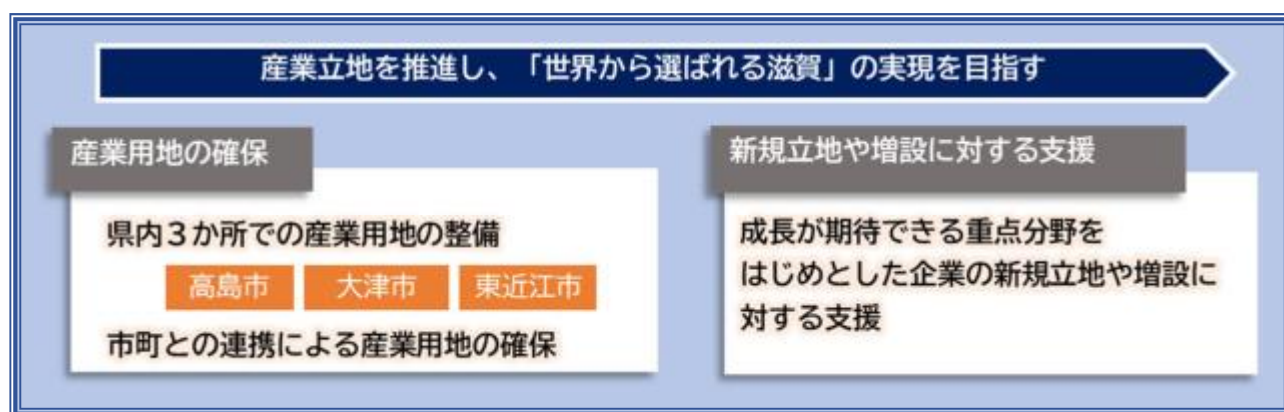 産業立地を推進し、「世界から選ばれる滋賀」の実現を目指す
産業用地の確保
県内３か所での産業用地の整備
高島市 大津市 東近江市
市町との連携による産業用地の確保
新規立地や増設に対する支援
成長が期待できる重点分野を
はじめとした企業の新規立地や増設に
対する支援